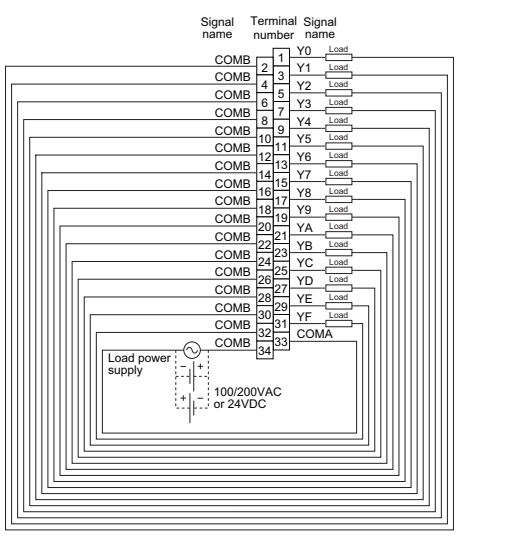 Signal name Terminal number Signal name
1 Y0 Load
COMB 2
3 Y1 Load
COMB 4
5 Y2 Load
COMB 6
7 Y3 Load
COMB 8
9 Y4 Load
COMB 10
11 Y5 Load
COMB 12
13 Y6 Load
COMB 14
15 Y7 Load
COMB 16
17 Y8 Load
COMB 18
19 Y9 Load
COMB 20
21 YA Load
COMB 22
23 YB Load
COMB 24
25 YC Load
COMB 26
27 YD Load
COMB 28
29 YE Load
COMB 30
31 YF Load
COMB 32
33 COMA
COMB 34
Load power
supply
− +
+ −
100/200VAC
or 24VDC